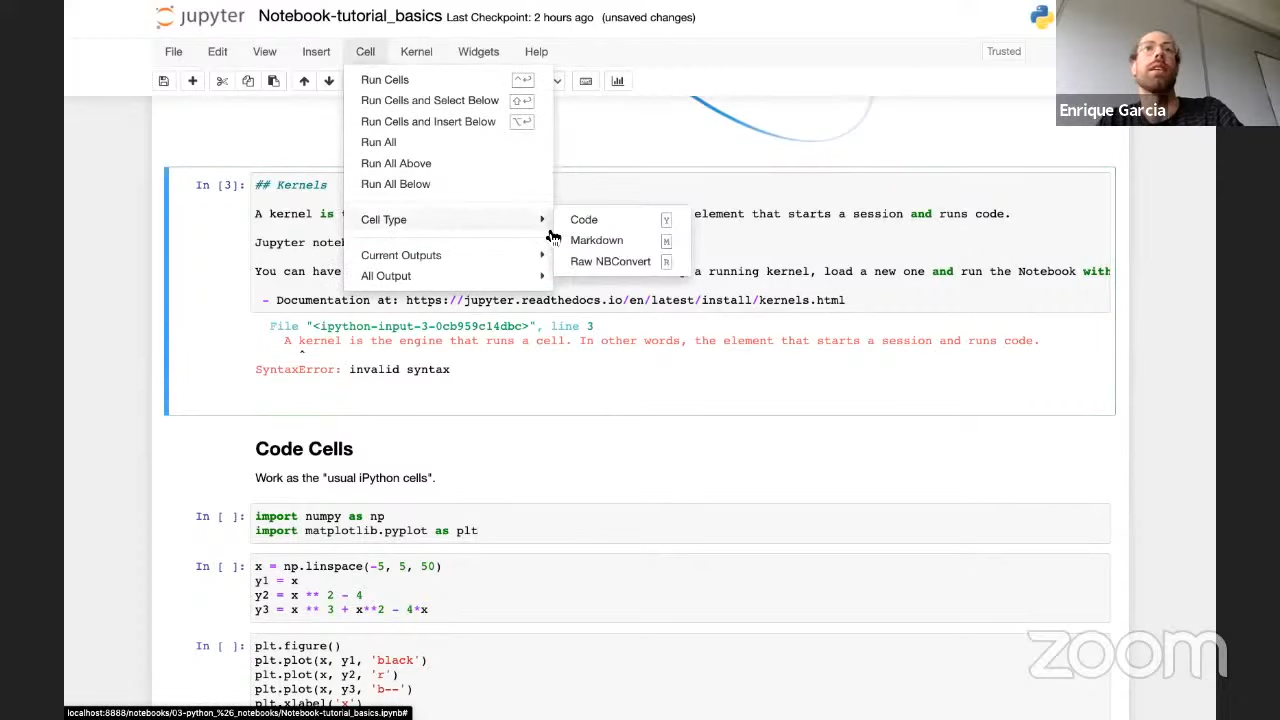 jupyter Notebook-tutorial_basics Last Checkpoint: 2 hours ago (unsaved changes)
File Edit View Insert Cell Kernel Widgets Help Trusted
Enrique Garcia
Run Cells
Run Cells and Select Below
Run Cells and Insert Below
Run All
Run All Above
Run All Below
Cell Type
Current Outputs
All Output
Code Y
Markdown M
Raw NBConvert R
In [3]: ## Kernels
A kernel is element that starts a session and runs code.
Jupyter note
You can have a running kernel, load a new one and run the Notebook with
- Documentation at: https://jupyter.readthedocs.io/en/latest/install/kernels.html
File "<ipython-input-3-0cb959c14dbc>", line 3
A kernel is the engine that runs a cell. In other words, the element that starts a session and runs code.
^
SyntaxError: invalid syntax
Code Cells
Work as the "usual iPython cells".
In [ ]: import numpy as np
import matplotlib.pyplot as plt
In [ ]: x = np.linspace(-5, 5, 50)
y1 = x
y2 = x ** 2 - 4
y3 = x ** 3 + x**2 - 4*x
In [ ]: plt.figure()
plt.plot(x, y1, 'black')
plt.plot(x, y2, 'r')
plt.plot(x, y3, 'b--')
plt.xlabel('x')
zoom
localhost:8888/notebooks/03-python_%26_notebooks/Notebook-tutorial_basics.ipynb#